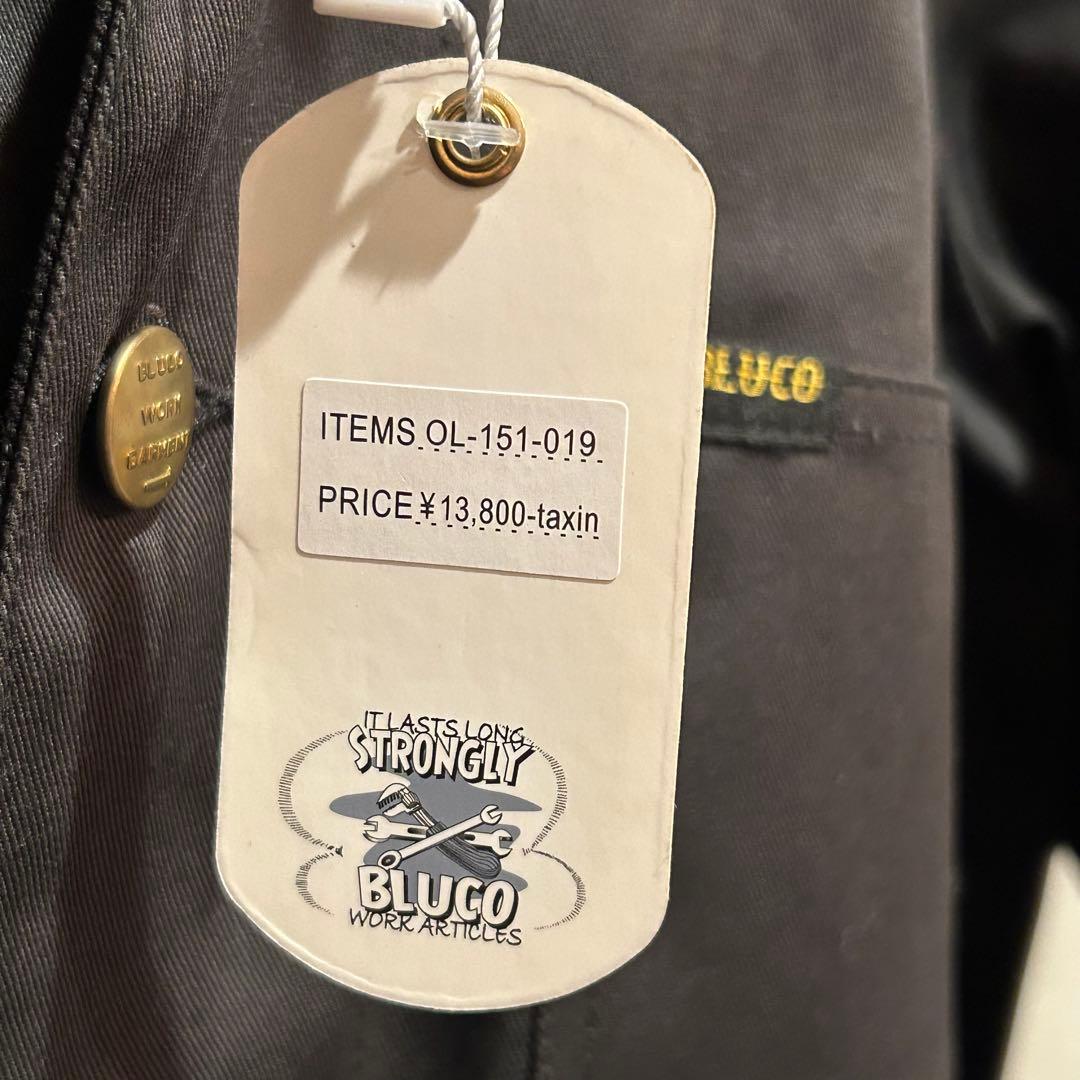 BLUCO
WORK
GARMENT
BLUCO
ITEMS OL-151-019
PRICE ¥13,800-taxin
IT LASTS LONG
STRONGLY
BLUCO
WORK ARTICLES